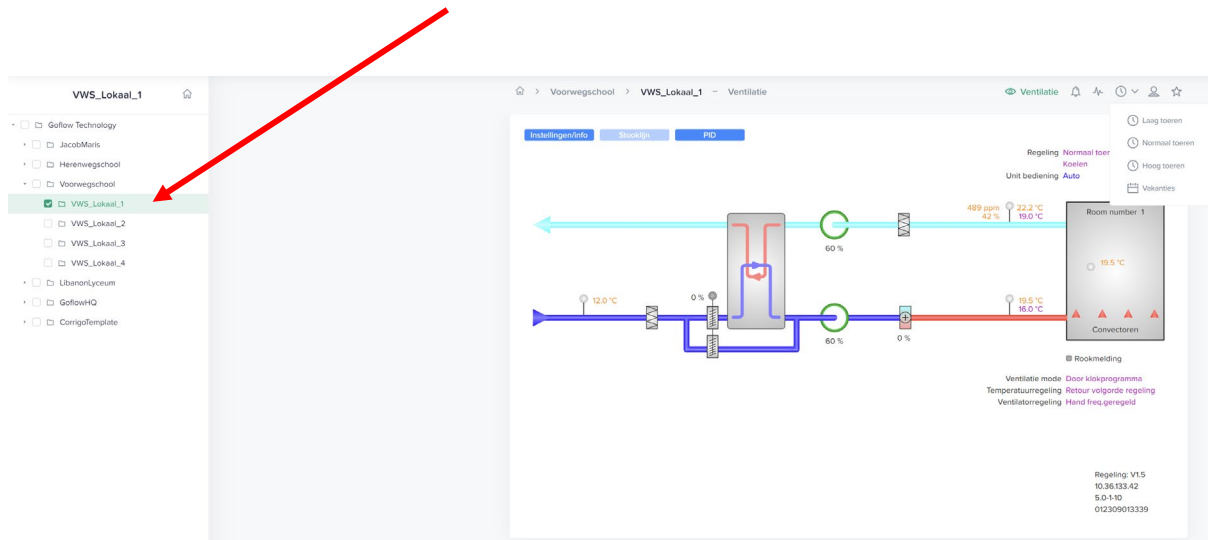 VWS_Lokaal_1
Voorwegschool > VWS_Lokaal_1 – Ventilatie
Ventilatie
Goflow Technology
JacobMaris
Herenwegschool
Voorwegschool
VWS_Lokaal_1
VWS_Lokaal_2
VWS_Lokaal_3
VWS_Lokaal_4
LibanonLyceum
GoflowHQ
CorrigoTemplate
Laag toeren
Normaal toeren
Hoog toeren
Vakanties
Instellingen/info
Stooklijn
PID
Regeling Normaal toer
Koelen
Unit bediening Auto
489 ppm 22.2 °C
42 % 19.0 °C
Room number 1
60 %
19.5 °C
12.0 °C
0 %
19.5 °C
16.0 °C
60 %
0 %
Convectoren
Rookmelding
Ventilatie mode Door klokprogramma
Temperatuurregeling Retour volgorde regeling
Ventilatorregeling Hand freq.geregeld
Regeling: V1.5
10.36.133.42
5.0-1-10
012309013339